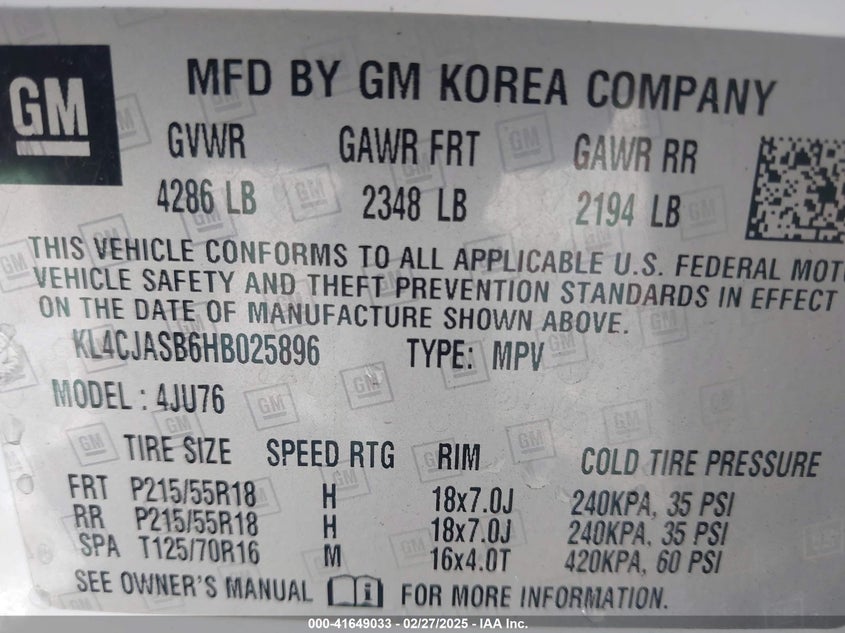 GM
MFD BY GM KOREA COMPANY
GVWR GAWR FRT GAWR RR
4286 LB 2348 LB 2194 LB
THIS VEHICLE CONFORMS TO ALL APPLICABLE U.S. FEDERAL MOT
VEHICLE SAFETY AND THEFT PREVENTION STANDARDS IN EFFECT
ON THE DATE OF MANUFACTURE SHOWN ABOVE.
KL4CJASB6HB025896 TYPE: MPV
MODEL : 4JU76
TIRE SIZE SPEED RTG RIM COLD TIRE PRESSURE
FRT P215/55R18 H 18x7.0J 240KPA, 35 PSI
RR P215/55R18 H 18x7.0J 240KPA, 35 PSI
SPA T125/70R16 M 16x4.0T 420KPA, 60 PSI
SEE OWNER'S MANUAL i FOR MORE INFORMATION.
000-41649033 - 02/27/2025 - IAA Inc.